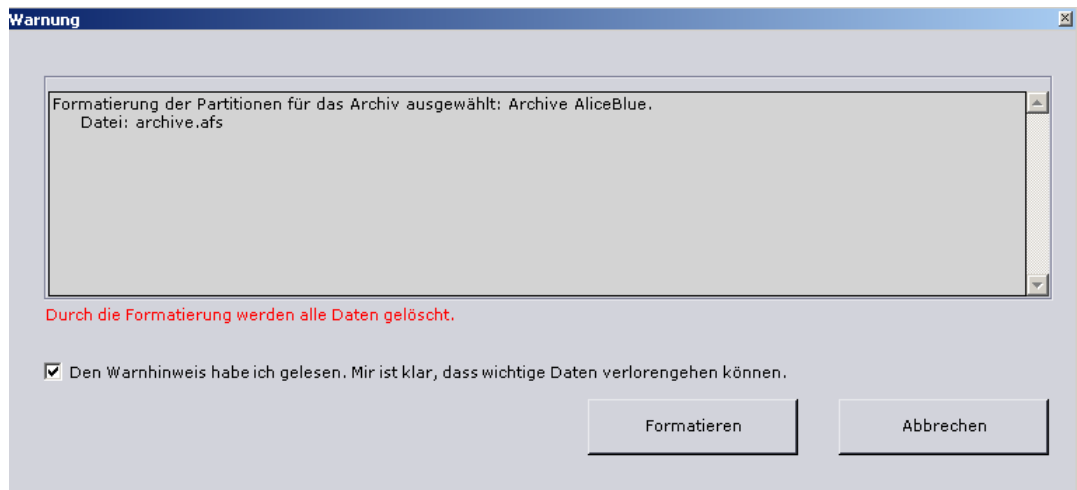 Warnung
Formatierung der Partitionen für das Archiv ausgewählt: Archive AliceBlue.
Datei: archive.afs
Durch die Formatierung werden alle Daten gelöscht.
Den Warnhinweis habe ich gelesen. Mir ist klar, dass wichtige Daten verlorengehen können.
Formatieren Abbrechen